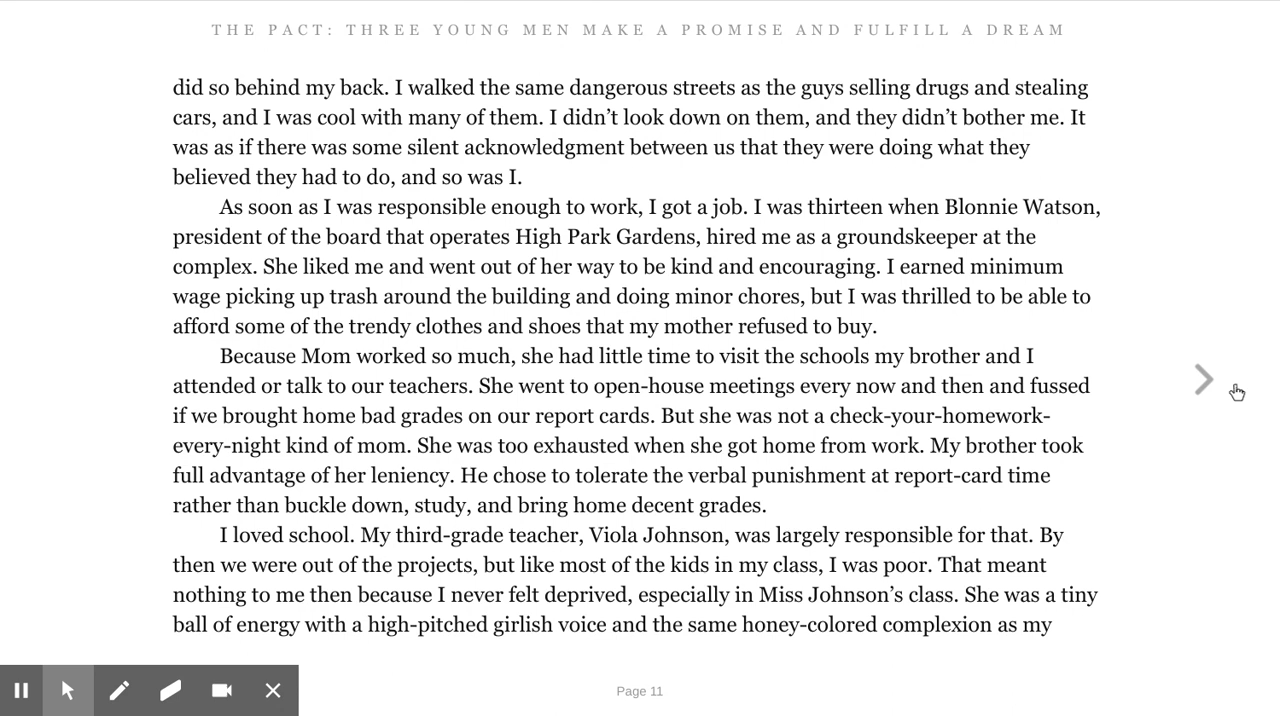 THE PACT: THREE YOUNG MEN MAKE A PROMISE AND FULFILL A DREAM
did so behind my back. I walked the same dangerous streets as the guys selling drugs and stealing
cars, and I was cool with many of them. I didn’t look down on them, and they didn’t bother me. It
was as if there was some silent acknowledgment between us that they were doing what they
believed they had to do, and so was I.
As soon as I was responsible enough to work, I got a job. I was thirteen when Blonnie Watson,
president of the board that operates High Park Gardens, hired me as a groundskeeper at the
complex. She liked me and went out of her way to be kind and encouraging. I earned minimum
wage picking up trash around the building and doing minor chores, but I was thrilled to be able to
afford some of the trendy clothes and shoes that my mother refused to buy.
Because Mom worked so much, she had little time to visit the schools my brother and I
attended or talk to our teachers. She went to open-house meetings every now and then and fussed
if we brought home bad grades on our report cards. But she was not a check-your-homework-
every-night kind of mom. She was too exhausted when she got home from work. My brother took
full advantage of her leniency. He chose to tolerate the verbal punishment at report-card time
rather than buckle down, study, and bring home decent grades.
I loved school. My third-grade teacher, Viola Johnson, was largely responsible for that. By
then we were out of the projects, but like most of the kids in my class, I was poor. That meant
nothing to me then because I never felt deprived, especially in Miss Johnson’s class. She was a tiny
ball of energy with a high-pitched girlish voice and the same honey-colored complexion as my
Page 11